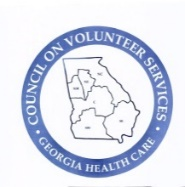 COUNCIL ON VOLUNTEER SERVICES
• GEORGIA HEALTH CARE •